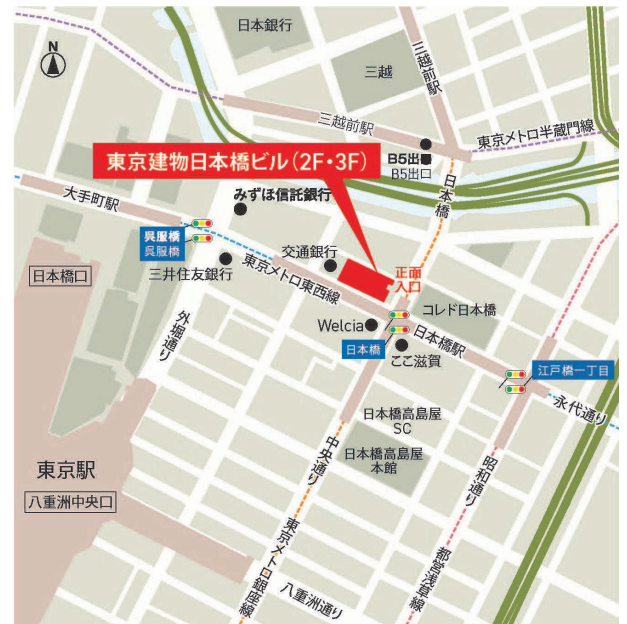 日本銀行
N
三越
三越前駅
三越前駅
東京メトロ半蔵門線
B5出口
B5出口
東京建物日本橋ビル(2F・3F)
日本橋
大手町駅
みずほ信託銀行
呉服橋
呉服橋
交通銀行
正面
入口
日本橋口
三井住友銀行
東京メトロ東西線
コレド日本橋
外堀通り
Welcia
日本橋
日本橋駅
ここ滋賀
江戸橋一丁目
永代通り
日本橋高島屋
SC
日本橋高島屋
本館
中央通り
昭和通り
東京駅
八重洲中央口
東京メトロ銀座線
都営浅草線
八重洲通り